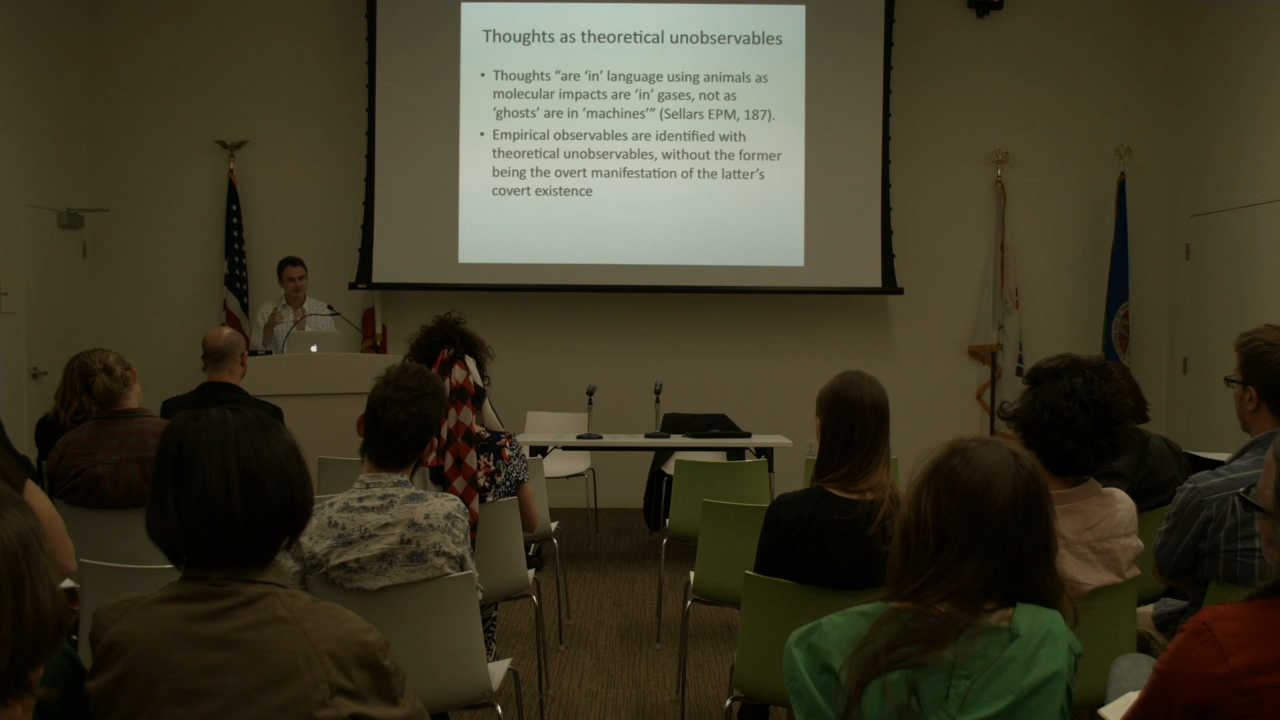 Thoughts as theoretical unobservables
• Thoughts “are ‘in’ language using animals as
molecular impacts are ‘in’ gases, not as
‘ghosts’ are in ‘machines’” (Sellars EPM, 187).
• Empirical observables are identified with
theoretical unobservables, without the former
being the overt manifestation of the latter’s
covert existence